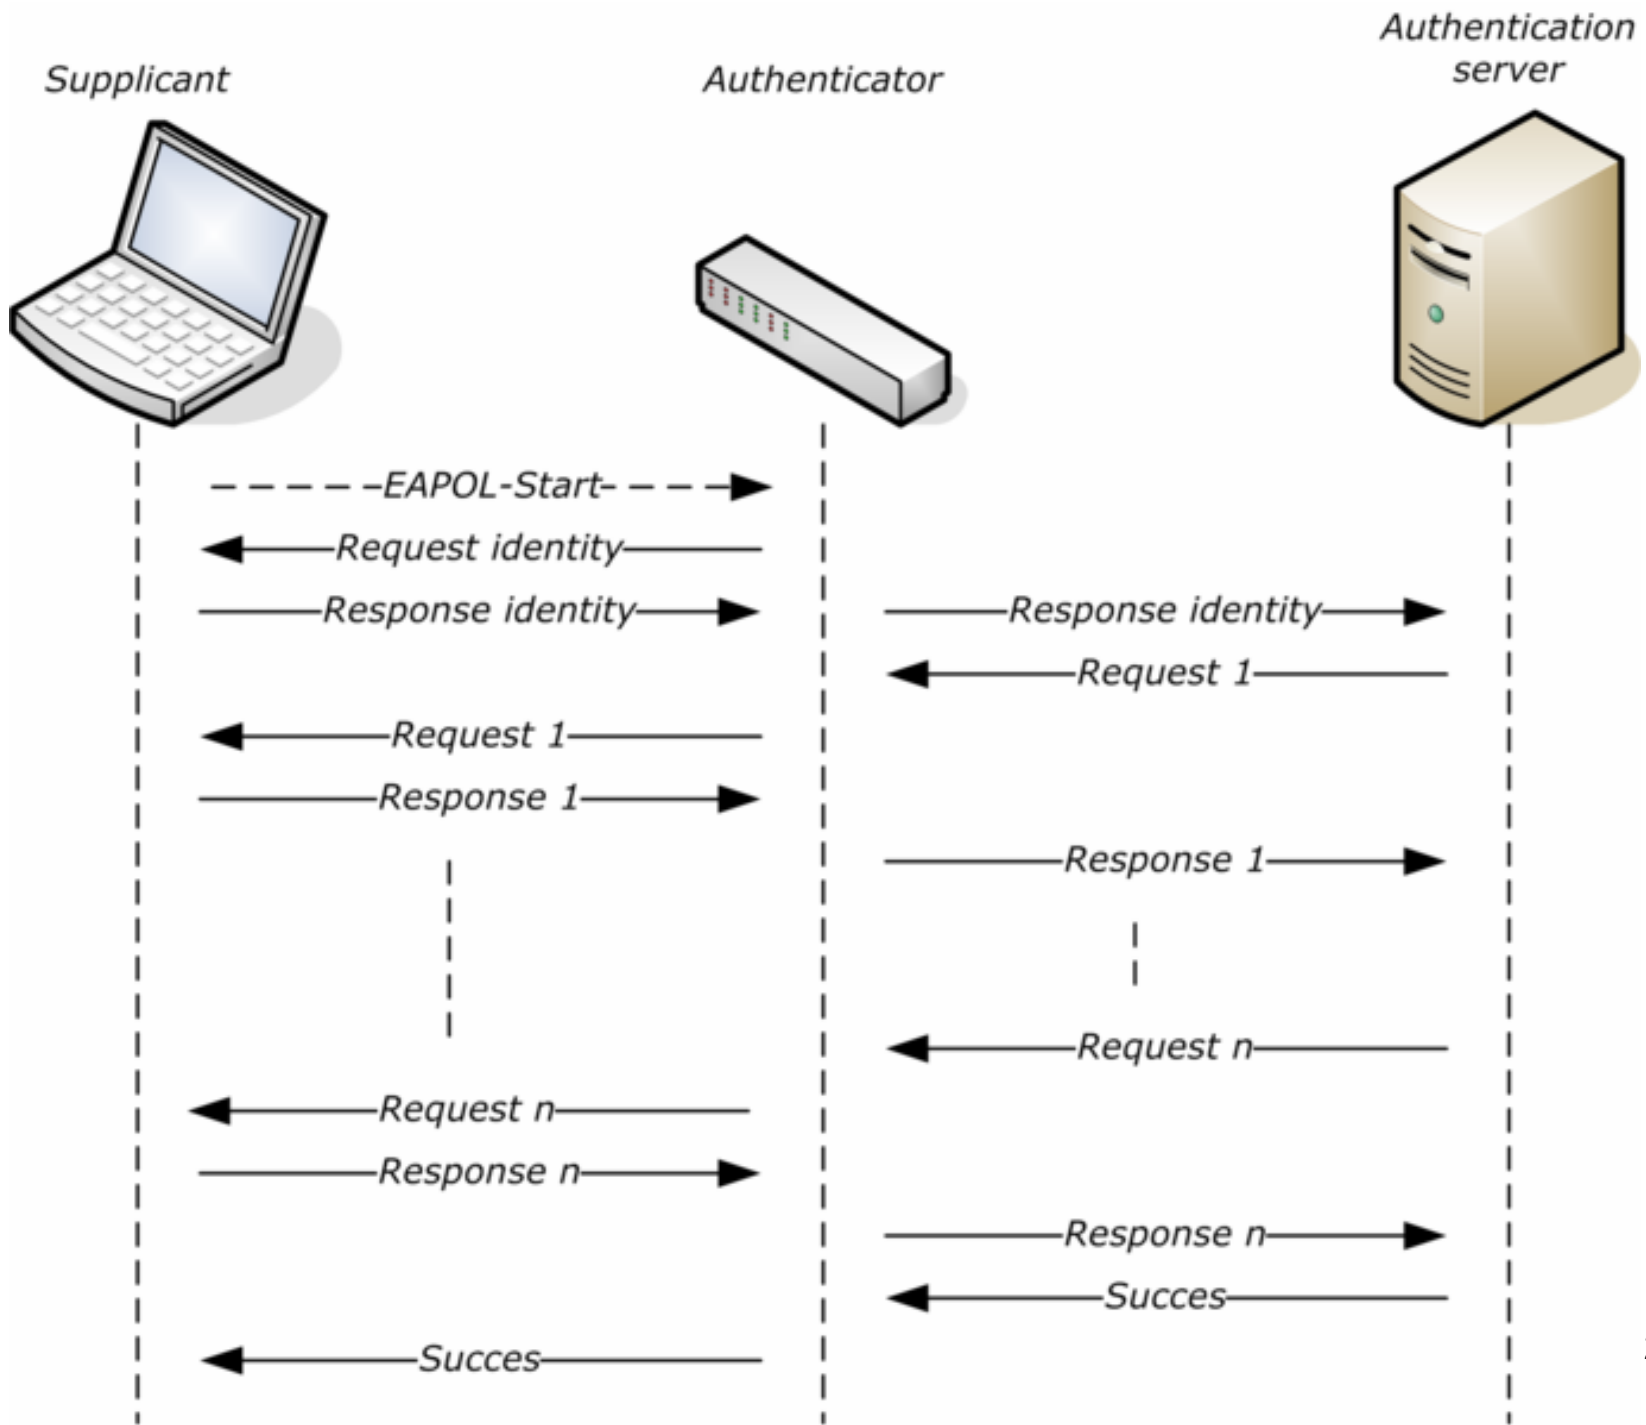 Supplicant
Authenticator
Authentication
server
EAPOL-Start
Request identity
Response identity
Response identity
Request 1
Request 1
Response 1
Response 1
Request n
Request n
Response n
Response n
Succes
Succes